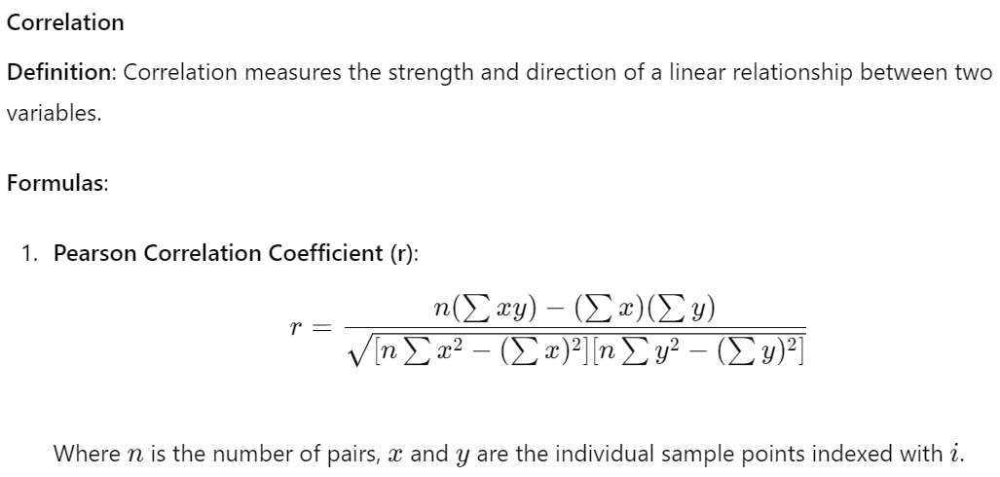 Correlation
Definition: Correlation measures the strength and direction of a linear relationship between two
variables.
Formulas:
1. Pearson Correlation Coefficient (r):
r = \frac{n(\sum xy) - (\sum x)(\sum y)}{\sqrt{[n \sum x^2 - (\sum x)^2][n \sum y^2 - (\sum y)^2]}}
Where n is the number of pairs, x and y are the individual sample points indexed with i.